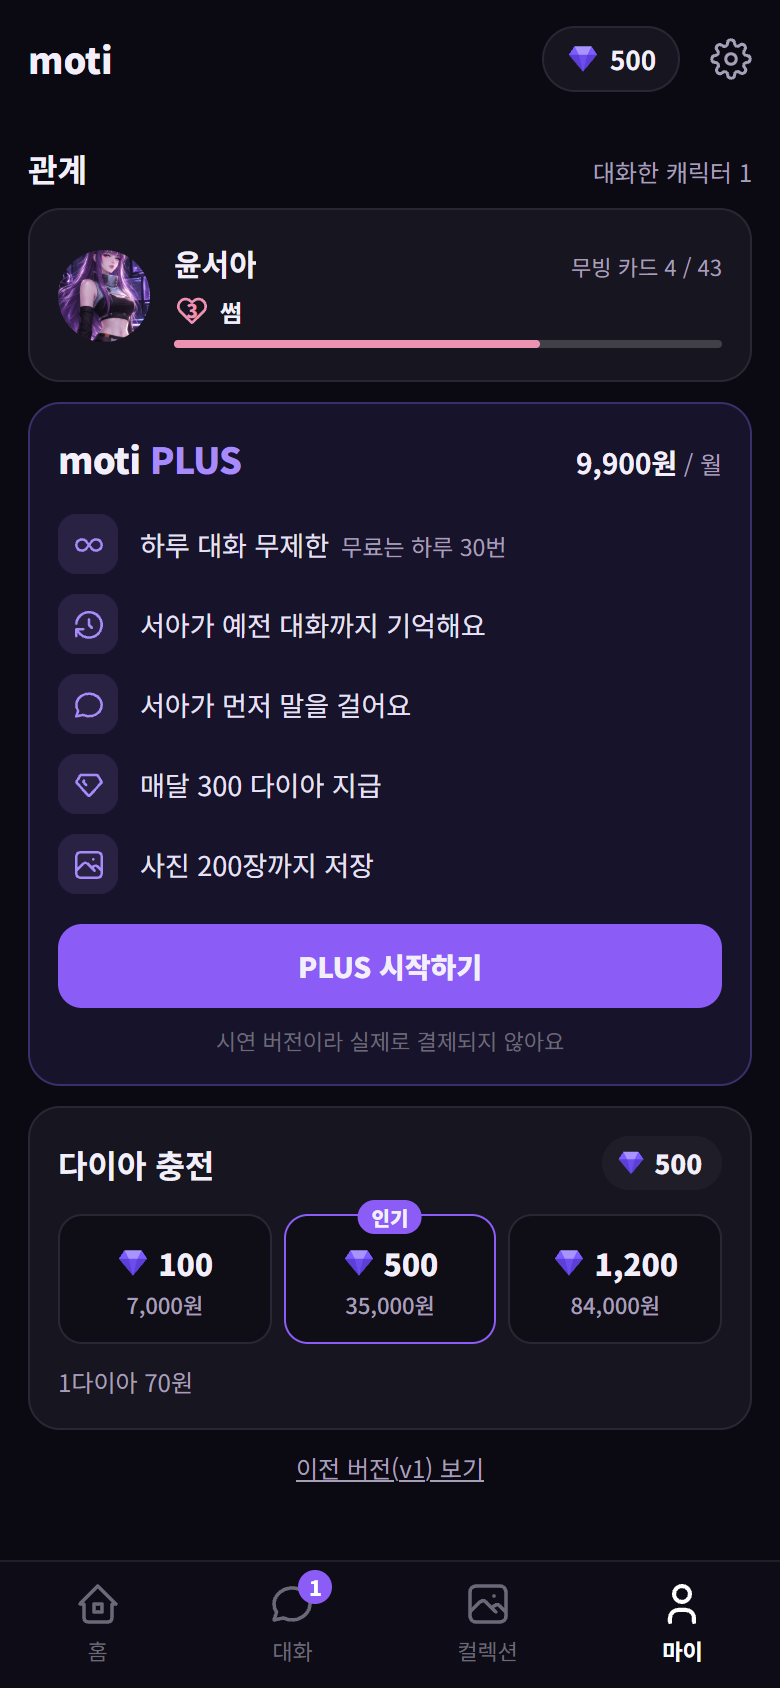 moti
500
관계
대화한 캐릭터 1
윤서아
무빙 카드 4 / 43
3 썸
moti PLUS
9,900원 / 월
하루 대화 무제한 무료는 하루 30번
서아가 예전 대화까지 기억해요
서아가 먼저 말을 걸어요
매달 300 다이아 지급
사진 200장까지 저장
PLUS 시작하기
시연 버전이라 실제로 결제되지 않아요
다이아 충전
500
100
7,000원
인기
500
35,000원
1,200
84,000원
1다이아 70원
이전 버전(v1) 보기
홈
1
대화
컬렉션
마이